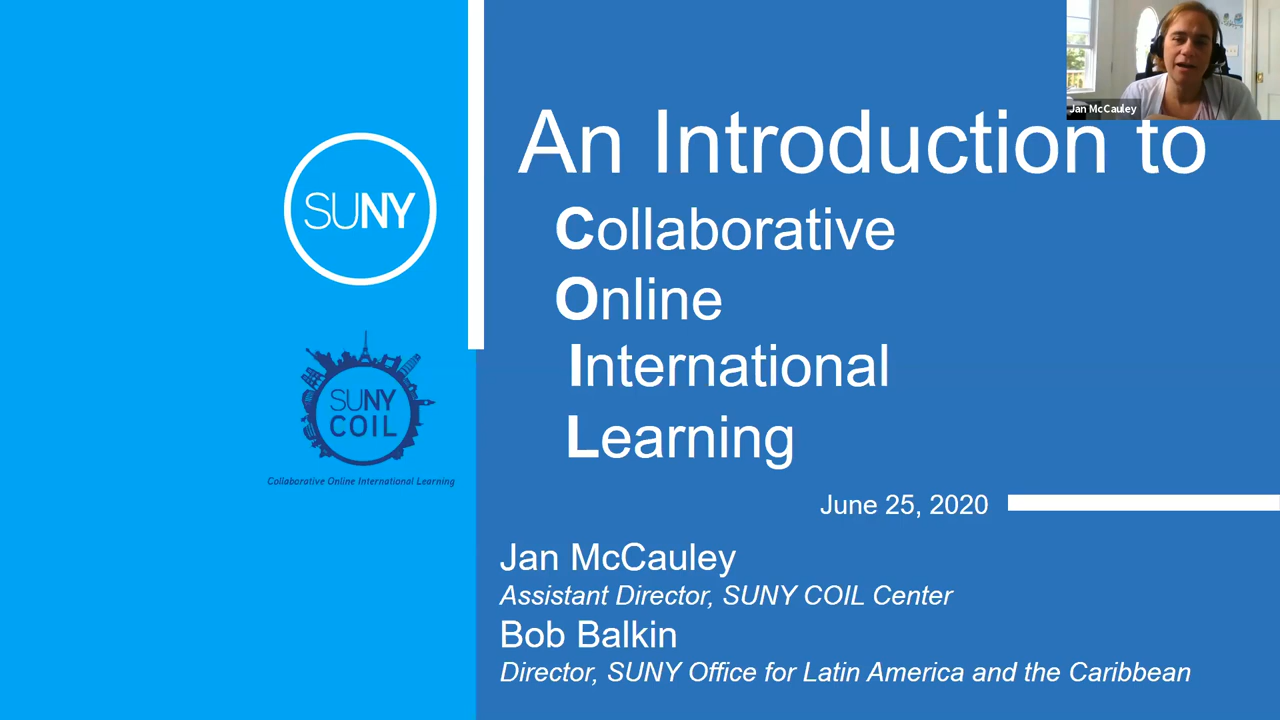 Jan McCauley
An Introduction to
SUNY
Collaborative
Online
International
SUNY
COIL
Learning
Collaborative Online International Learning
June 25, 2020
Jan McCauley
Assistant Director, SUNY COIL Center
Bob Balkin
Director, SUNY Office for Latin America and the Caribbean